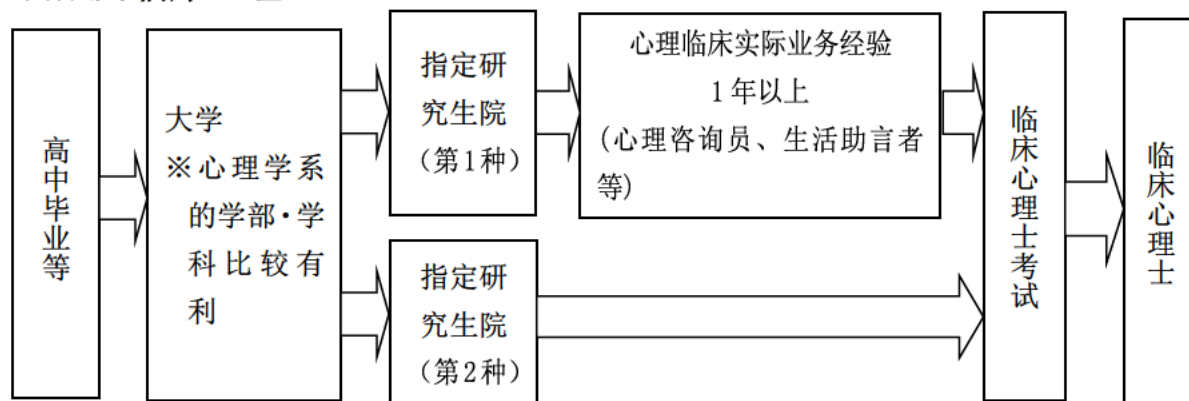 高中毕业等
大学
※心理学系
的学部·学
科比较有
利
指定研
究生院
（第1种）
心理临床实际业务经验
1年以上
(心理咨询员、生活助言者
等)
指定研
究生院
（第2种）
临床心理士考试
临床心理士